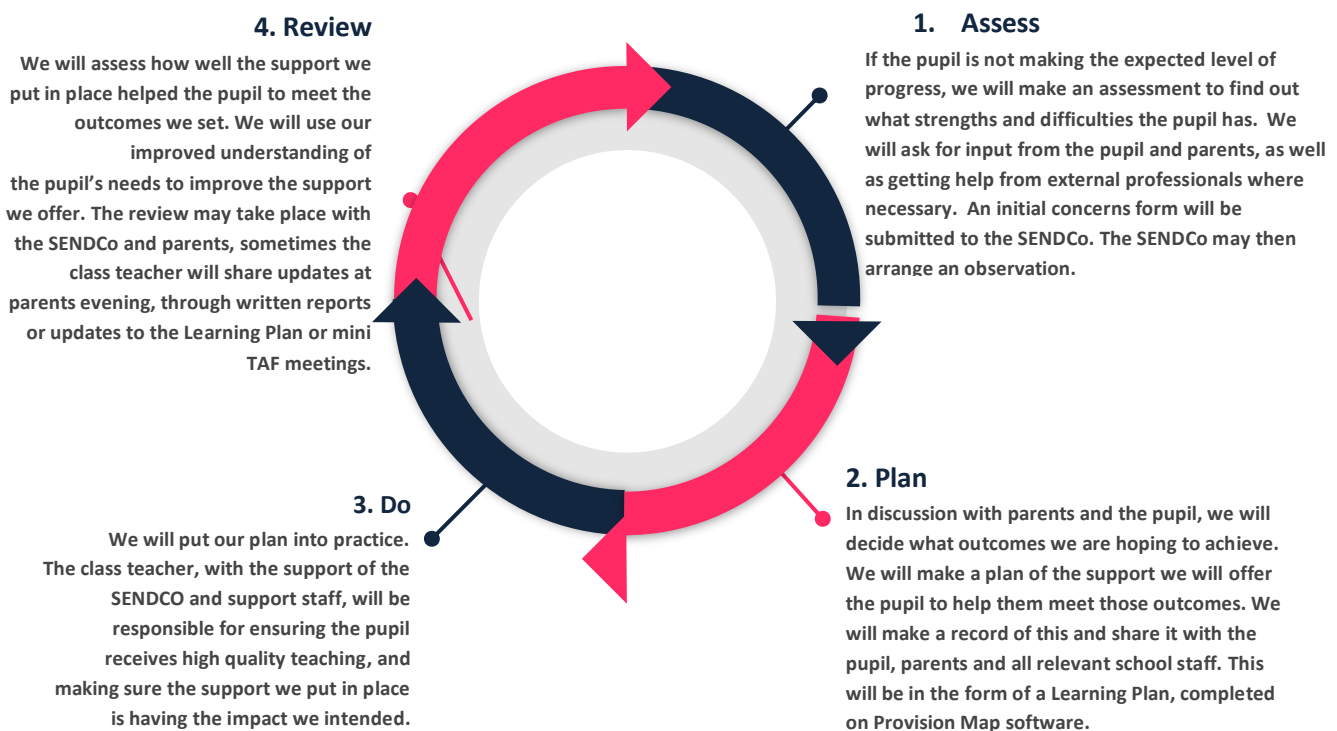 1. Assess
If the pupil is not making the expected level of
progress, we will make an assessment to find out
what strengths and difficulties the pupil has. We
will ask for input from the pupil and parents, as well
as getting help from external professionals where
necessary. An initial concerns form will be
submitted to the SENDCo. The SENDCo may then
arrange an observation.
2. Plan
In discussion with parents and the pupil, we will
decide what outcomes we are hoping to achieve.
We will make a plan of the support we will offer
the pupil to help them meet those outcomes. We
will make a record of this and share it with the
pupil, parents and all relevant school staff. This
will be in the form of a Learning Plan, completed
on Provision Map software.
3. Do
We will put our plan into practice.
The class teacher, with the support of the
SENDCO and support staff, will be
responsible for ensuring the pupil
receives high quality teaching, and
making sure the support we put in place
is having the impact we intended.
4. Review
We will assess how well the support we
put in place helped the pupil to meet the
outcomes we set. We will use our
improved understanding of
the pupil's needs to improve the support
we offer. The review may take place with
the SENDCo and parents, sometimes the
class teacher will share updates at
parents evening, through written reports
or updates to the Learning Plan or mini
TAF meetings.